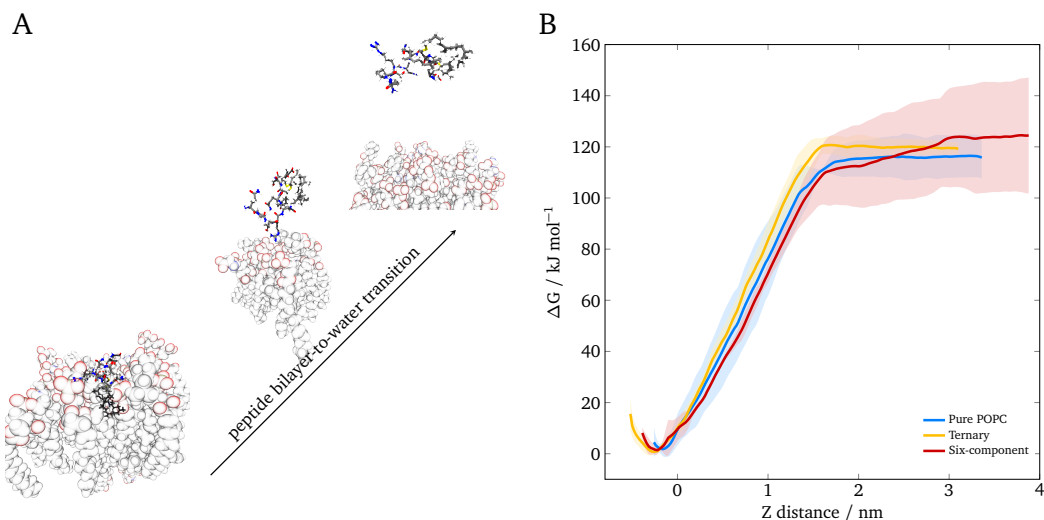 A
peptide bilayer-to-water transition
B
ΔG / kJ mol⁻¹
160
140
120
100
80
60
40
20
0
0 1 2 3 4
Z distance / nm
Pure POPC
Ternary
Six-component